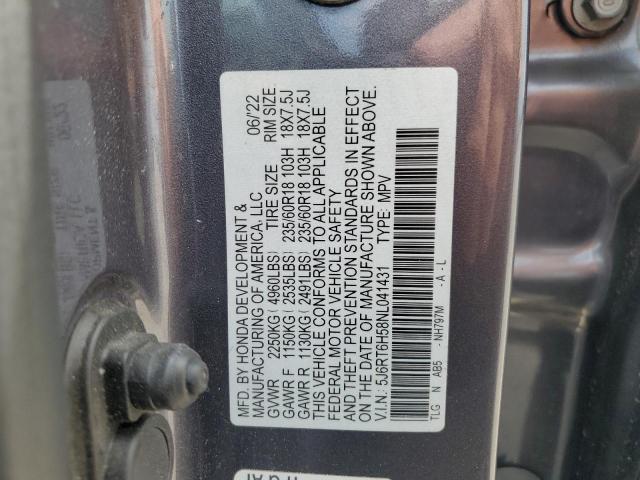 MFD. BY HONDA DEVELOPMENT & 06/'22
MANUFACTURING OF AMERICA, LLC
GVWR 2250KG(4960LBS) TIRE SIZE RIM SIZE
GAWR F 1150KG(2535LBS) 235/60R18 103H 18X7.5J
GAWR R 1130KG(2491LBS) 235/60R18 103H 18X7.5J
THIS VEHICLE CONFORMS TO ALL APPLICABLE
FEDERAL MOTOR VEHICLE SAFETY
AND THEFT PREVENTION STANDARDS IN EFFECT
ON THE DATE OF MANUFACTURE SHOWN ABOVE.
V.I.N.: 5J6RT6H58NL041431 TYPE: MPV
TLG N AB5 - NH797M - A - L